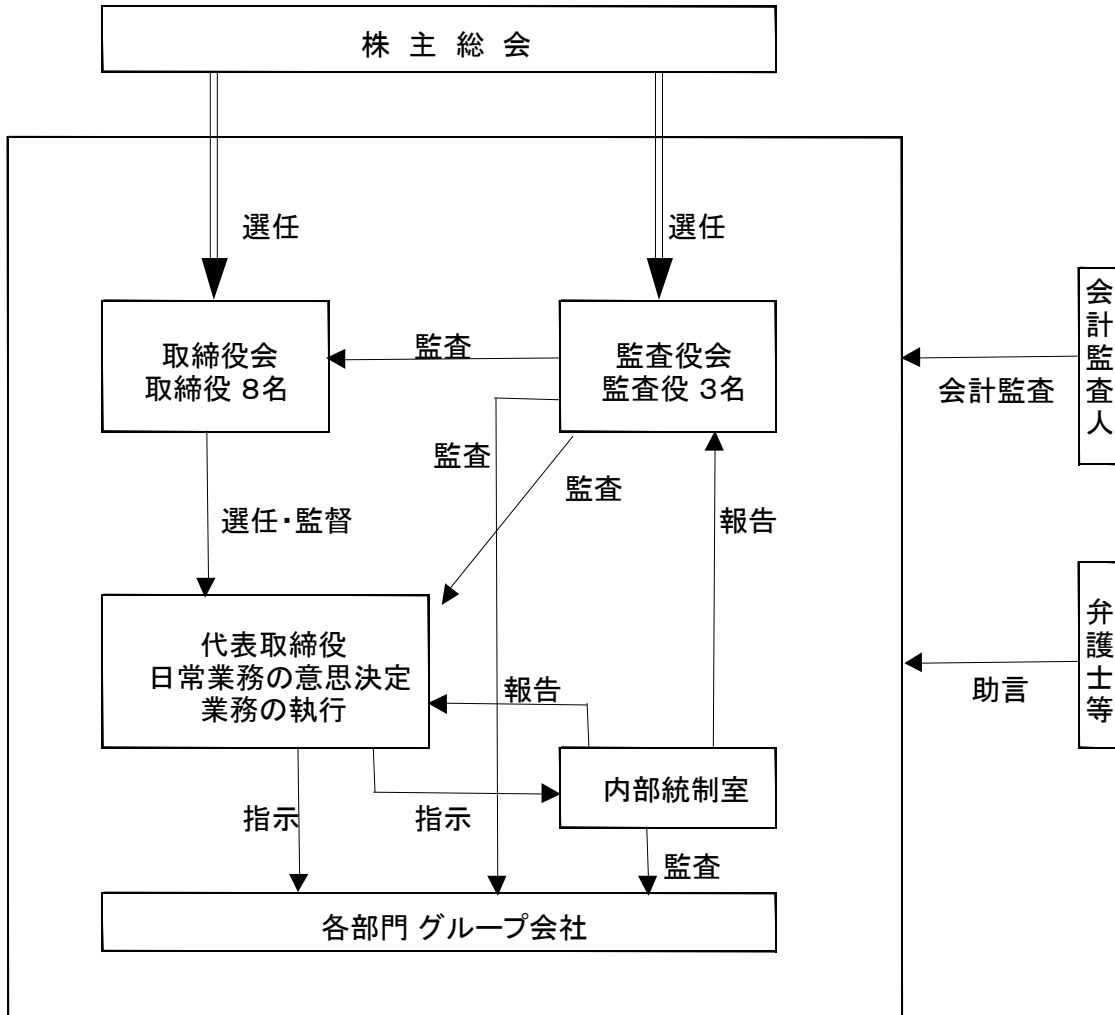 株 主 総 会
選任
選任
取締役会
取締役 8名
監査
監査役会
監査役 3名
会計監査
会計監査人
監査
監査
選任・監督
報告
代表取締役
日常業務の意思決定
業務の執行
報告
助言
弁護士等
内部統制室
指示
指示
監査
各部門 グループ会社